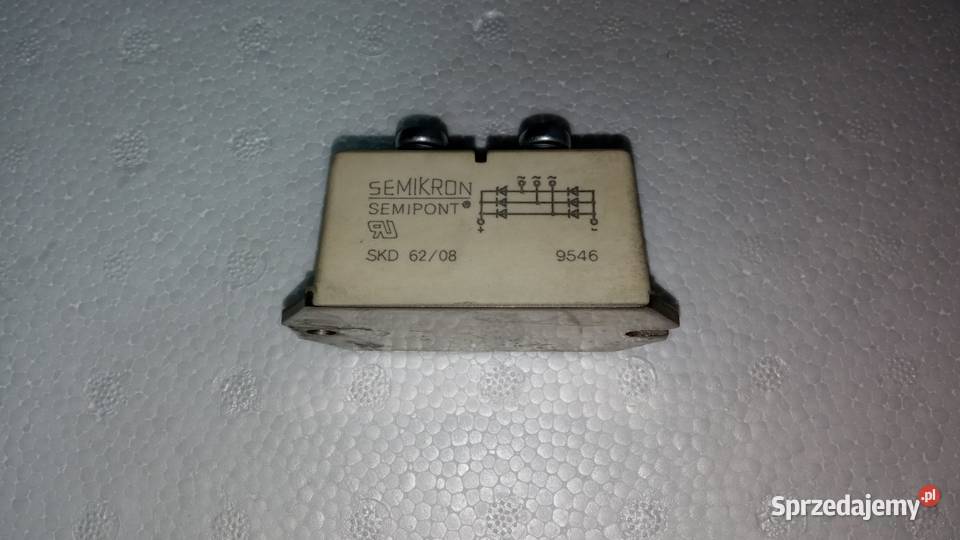 SEMIKRON
SEMIPONT®
SKD 62/08 9546
+ -
Sprzedajemy.pl